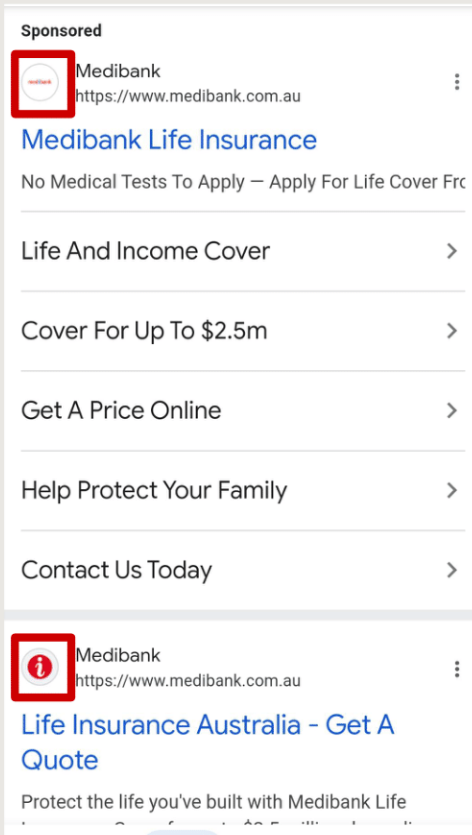 Sponsored
medibank
Medibank
https://www.medibank.com.au
Medibank Life Insurance
No Medical Tests To Apply — Apply For Life Cover Fro
Life And Income Cover
Cover For Up To $2.5m
Get A Price Online
Help Protect Your Family
Contact Us Today
i
Medibank
https://www.medibank.com.au
Life Insurance Australia - Get A
Quote
Protect the life you've built with Medibank Life